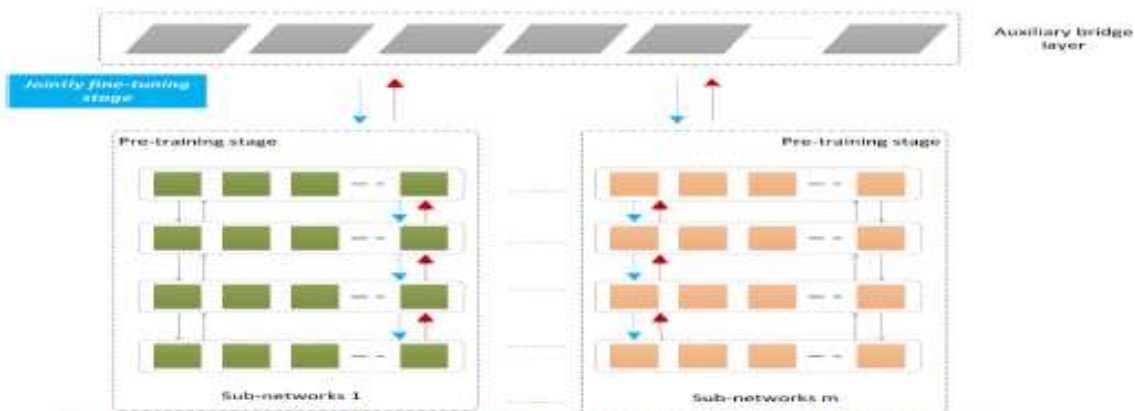 Auxiliary bridge
layer
Jointly fine-tuning
stage
Pre-training stage
Pre-training stage
Sub-networks 1
Sub-networks m